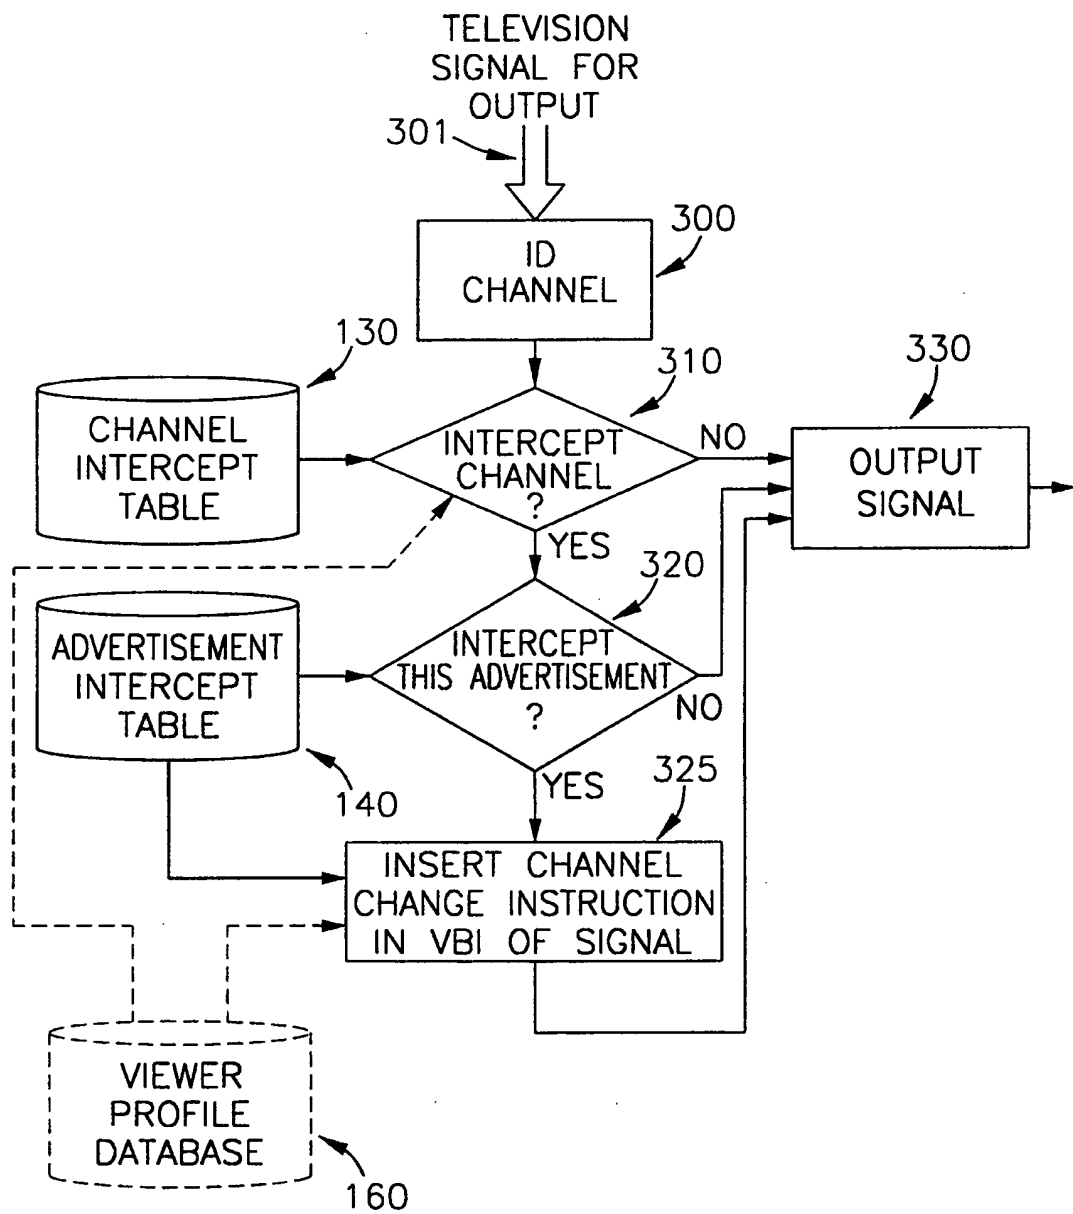 TELEVISION
SIGNAL FOR
OUTPUT
301
300
ID
CHANNEL
130
310
330
CHANNEL
INTERCEPT
TABLE
INTERCEPT
CHANNEL
?
NO
OUTPUT
SIGNAL
YES
320
ADVERTISEMENT
INTERCEPT
TABLE
INTERCEPT
THIS ADVERTISEMENT
?
NO
140
YES
325
INSERT CHANNEL
CHANGE INSTRUCTION
IN VBI OF SIGNAL
VIEWER
PROFILE
DATABASE
160